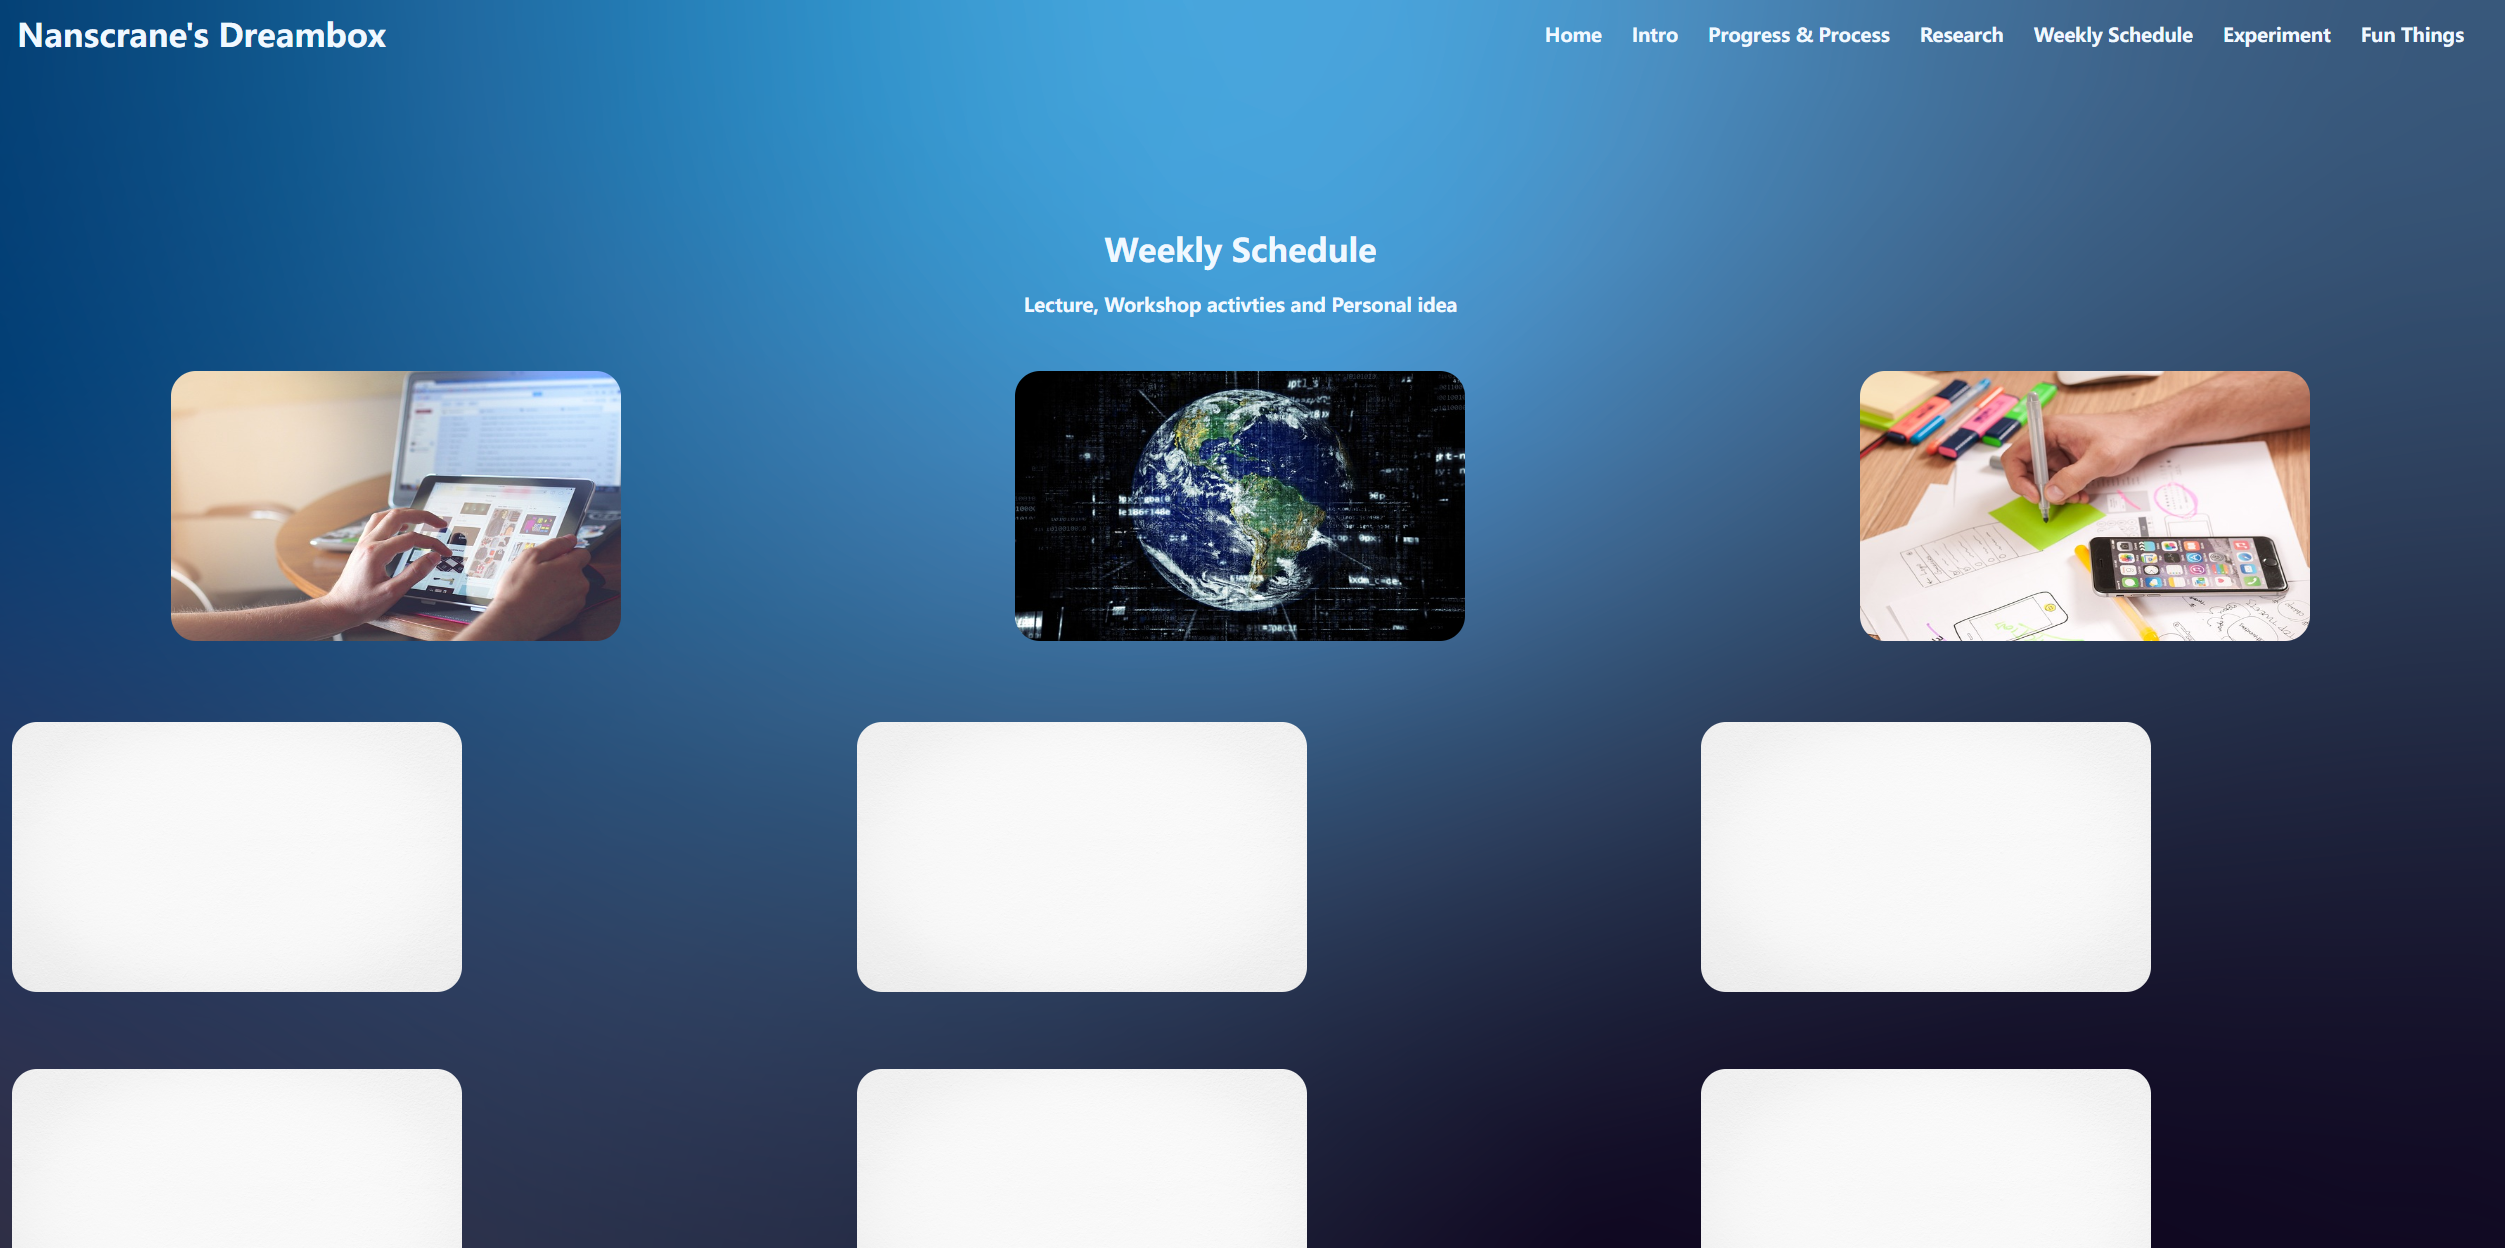 Nanscrane's Dreambox
Home Intro Progress & Process Research Weekly Schedule Experiment Fun Things
Weekly Schedule
Lecture, Workshop activties and Personal idea